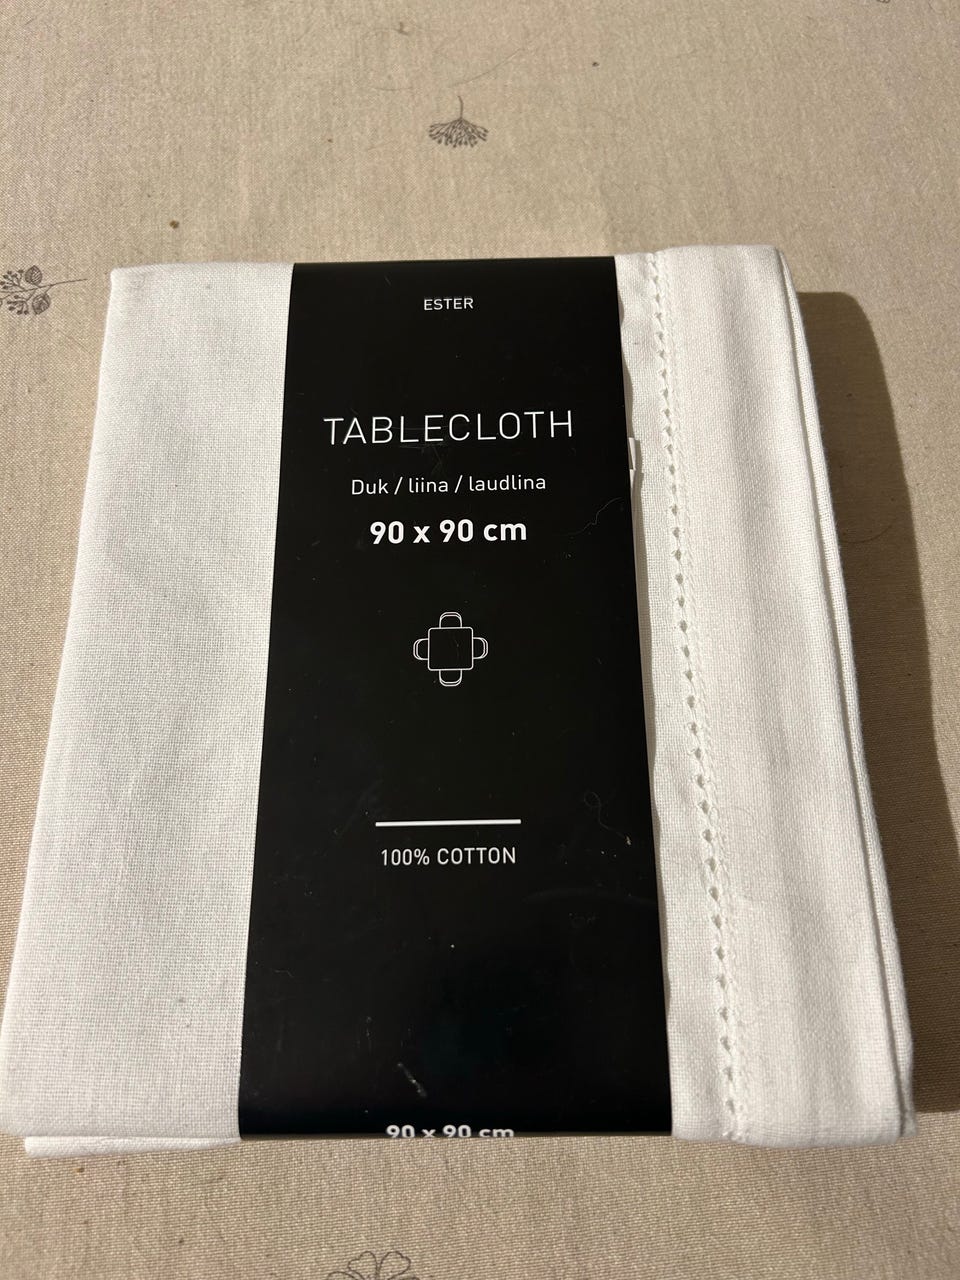 ESTER
TABLECLOTH
Duk / liina / laudlina
90 x 90 cm
100% COTTON
90 x 90 cm